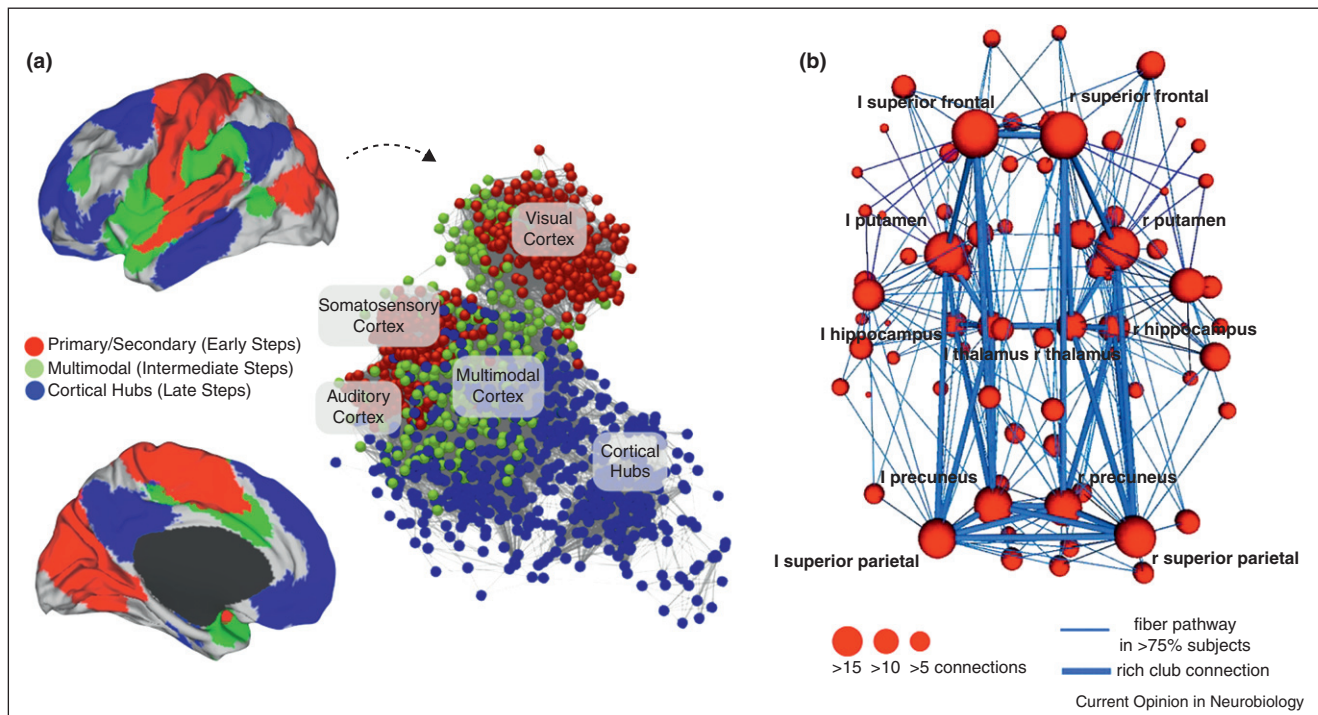 (a)
Visual
Cortex
Somatosensory
Cortex
Primary/Secondary (Early Steps)
Multimodal (Intermediate Steps)
Cortical Hubs (Late Steps)
Multimodal
Cortex
Auditory
Cortex
Cortical
Hubs
(b)
l superior frontal
r superior frontal
l putamen
r putamen
l hippocampus
r hippocampus
l thalamus
r thalamus
l precuneus
r precuneus
l superior parietal
r superior parietal
>15 >10 >5 connections
fiber pathway
in >75% subjects
rich club connection
Current Opinion in Neurobiology